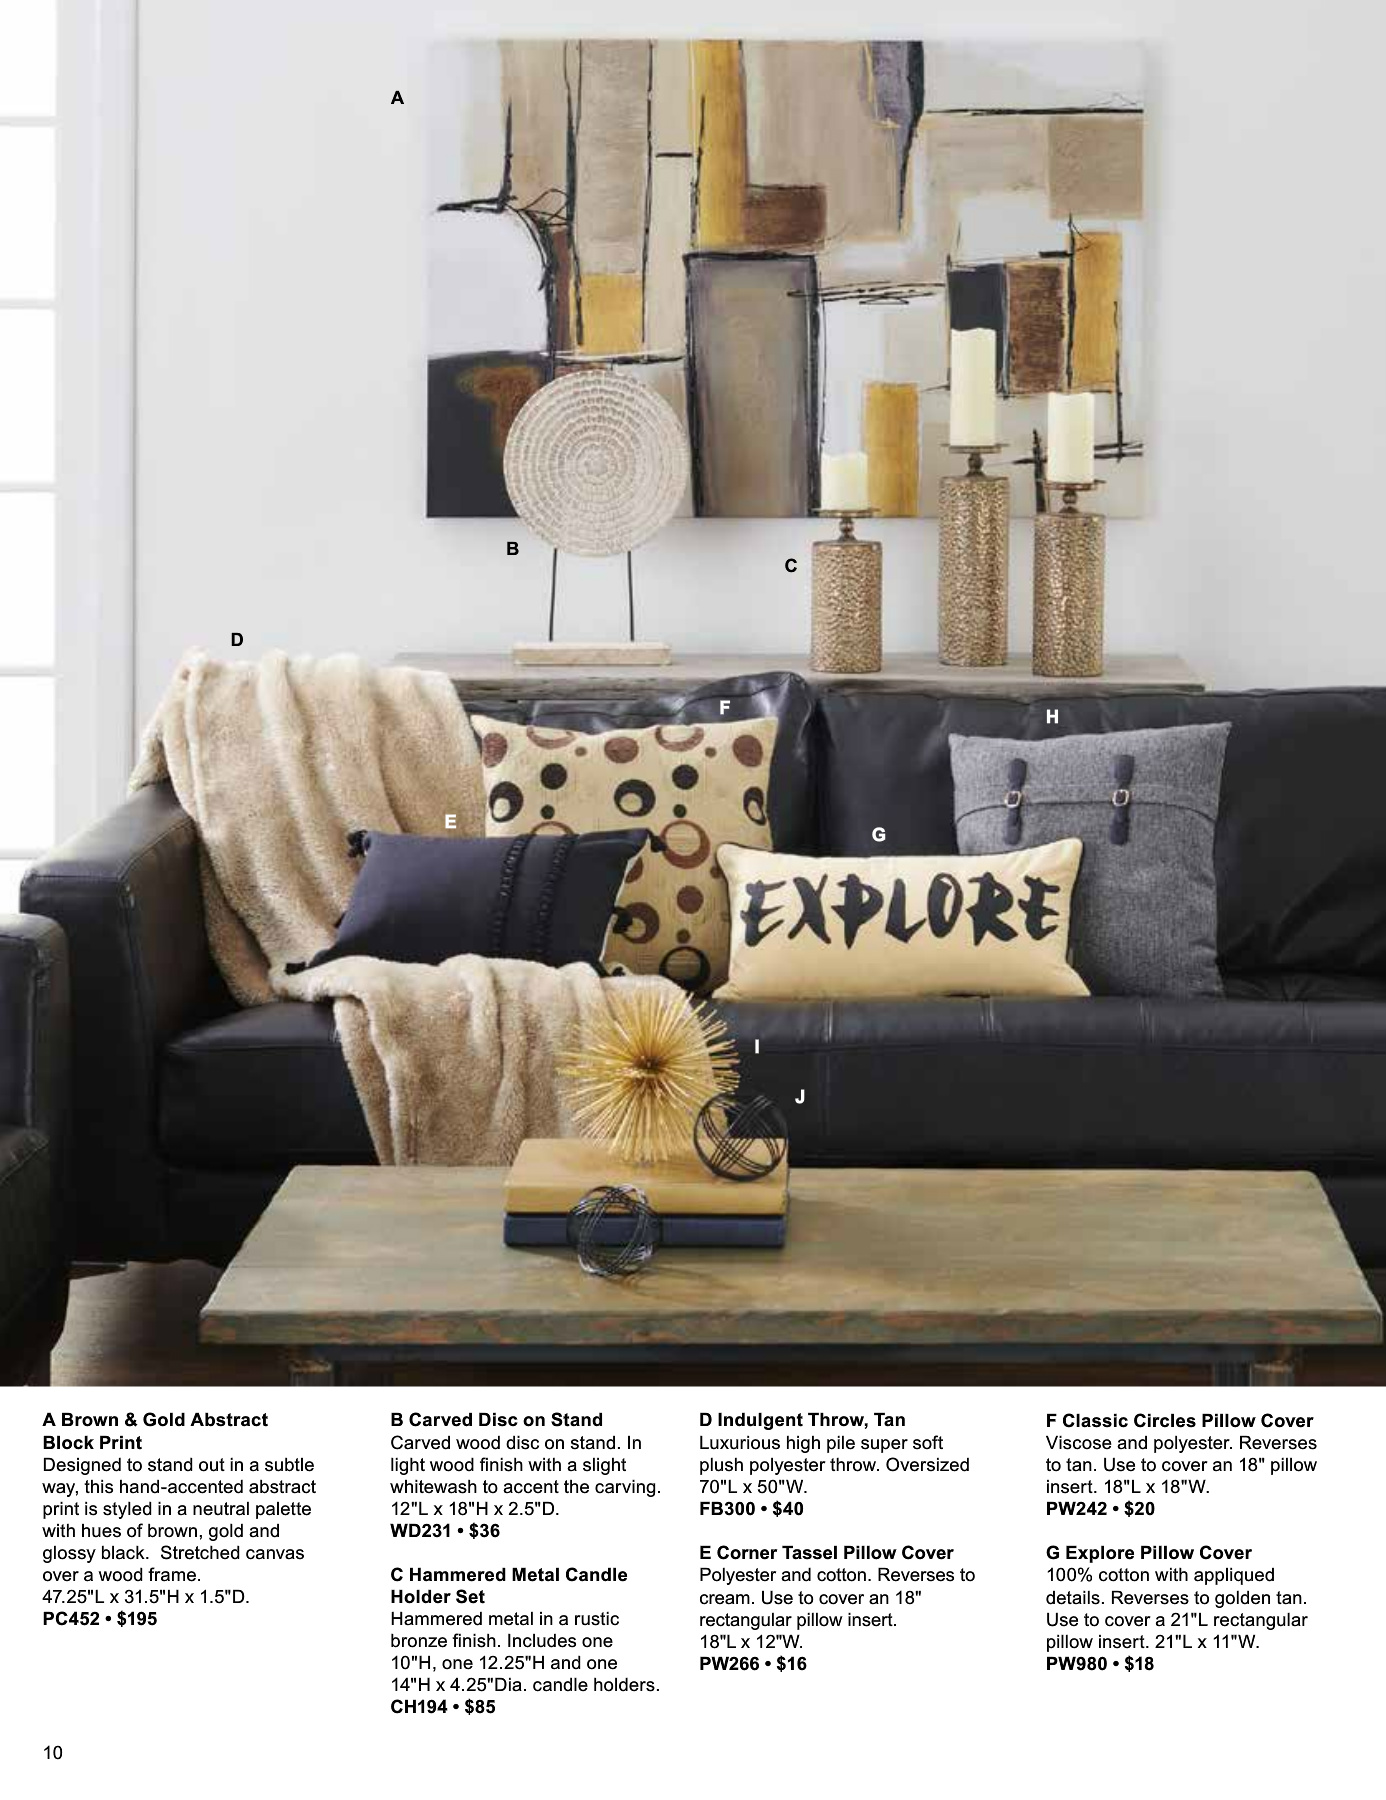 A
B
C
D
F
H
E
G
EXPLORE
I
J
A Brown & Gold Abstract
Block Print
Designed to stand out in a subtle
way, this hand-accented abstract
print is styled in a neutral palette
with hues of brown, gold and
glossy black.  Stretched canvas
over a wood frame.
47.25"L x 31.5"H x 1.5"D.
PC452 • $195
B Carved Disc on Stand
Carved wood disc on stand. In
light wood finish with a slight
whitewash to accent the carving.
12"L x 18"H x 2.5"D.
WD231 • $36
C Hammered Metal Candle
Holder Set
Hammered metal in a rustic
bronze finish. Includes one
10"H, one 12.25"H and one
14"H x 4.25"Dia. candle holders.
CH194 • $85
D Indulgent Throw, Tan
Luxurious high pile super soft
plush polyester throw. Oversized
70"L x 50"W.
FB300 • $40
E Corner Tassel Pillow Cover
Polyester and cotton. Reverses to
cream. Use to cover an 18"
rectangular pillow insert.
18"L x 12"W.
PW266 • $16
F Classic Circles Pillow Cover
Viscose and polyester. Reverses
to tan. Use to cover an 18" pillow
insert. 18"L x 18"W.
PW242 • $20
G Explore Pillow Cover
100% cotton with appliqued
details. Reverses to golden tan.
Use to cover a 21"L rectangular
pillow insert. 21"L x 11"W.
PW980 • $18
10